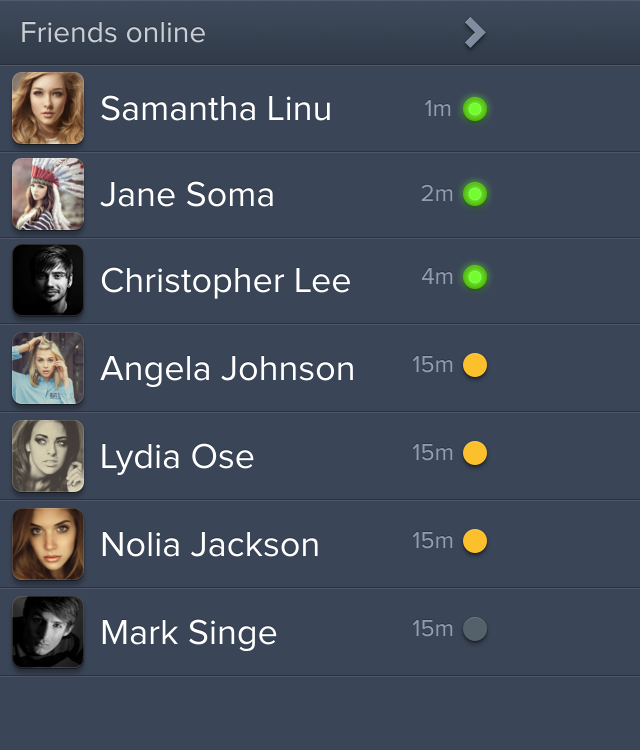 Friends online
Samantha Linu 1m
Jane Soma 2m
Christopher Lee 4m
Angela Johnson 15m
Lydia Ose 15m
Nolia Jackson 15m
Mark Singe 15m